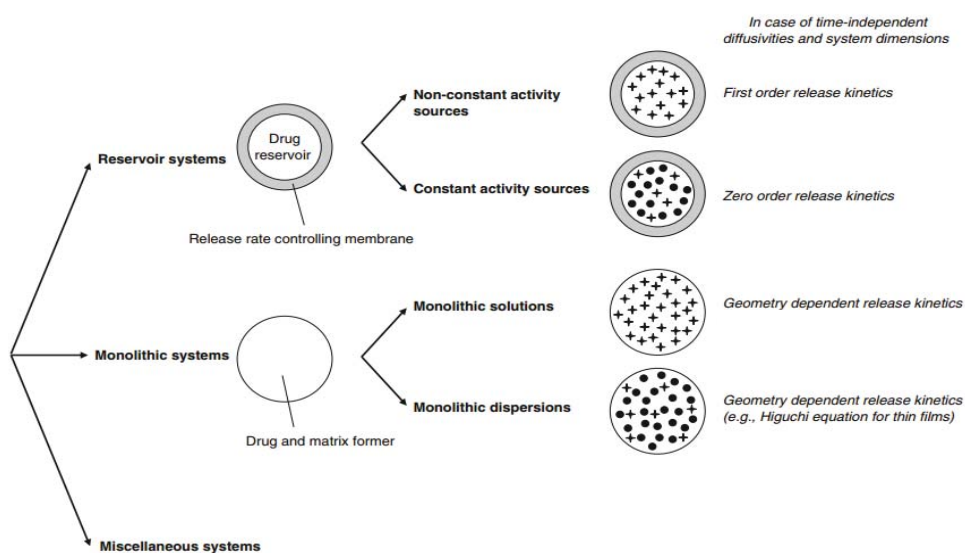 In case of time-independent
diffusivities and system dimensions
Non-constant activity
sources
First order release kinetics
Drug
reservoir
Reservoir systems
Constant activity sources
Zero order release kinetics
Release rate controlling membrane
Monolithic solutions
Geometry dependent release kinetics
Monolithic systems
Monolithic dispersions
Geometry dependent release kinetics
(e.g., Higuchi equation for thin films)
Drug and matrix former
Miscellaneous systems